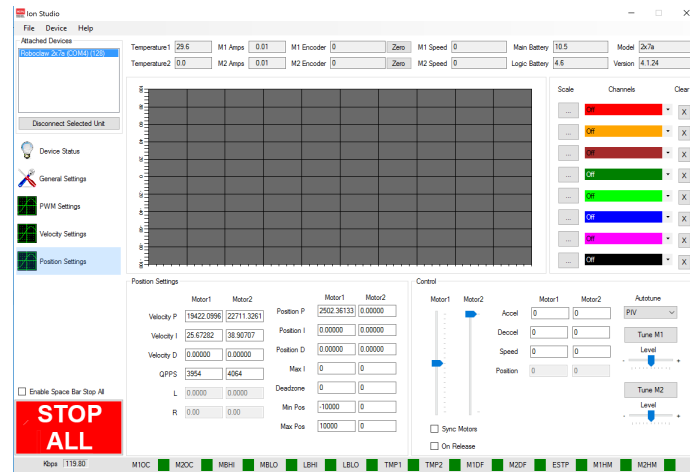 Ion Studio
File Device Help
Attached Devices
Roboclaw 2x7a (COM4) (128)
Disconnect Selected Unit
Device Status
General Settings
PWM Settings
Velocity Settings
Position Settings
Enable Space Bar Stop All
STOP
ALL
Temperature1 29.6 M1 Amps 0.01 M1 Encoder 0 Zero M1 Speed 0 Main Battery 10.5 Model 2x7a
Temperature2 0.0 M2 Amps 0.01 M2 Encoder 0 Zero M2 Speed 0 Logic Battery 4.6 Version 4.1.24
Scale Channels Clear
... Off X
... Off X
... Off X
... Off X
... Off X
... Off X
... Off X
... Off X
Position Settings
Motor1 Motor2 Motor1 Motor2
Velocity P 19422.0996 22711.3261 Position P 2502.36133 0.00000
Velocity I 25.67282 38.90707 Position I 0.00000 0.00000
Velocity D 0.00000 0.00000 Position D 0.00000 0.00000
QPPS 3954 4064 Max I 0 0
L 0.0000 0.0000 Deadzone 0 0
R 0.00 0.00 Min Pos -10000 0
Max Pos 10000 0
Control
Motor1 Motor2 Motor1 Motor2 Autotune
Accel 0 0 PIV
Deccel 0 0 Tune M1
Speed 0 0 Level
Position 0 0 - +
Tune M2
Level
- +
Sync Motors
On Release
Kbps 119.80 M1OC M2OC MBHI MBLO LBHI LBLO TMP1 TMP2 M1DF M2DF ESTP M1HM M2HM